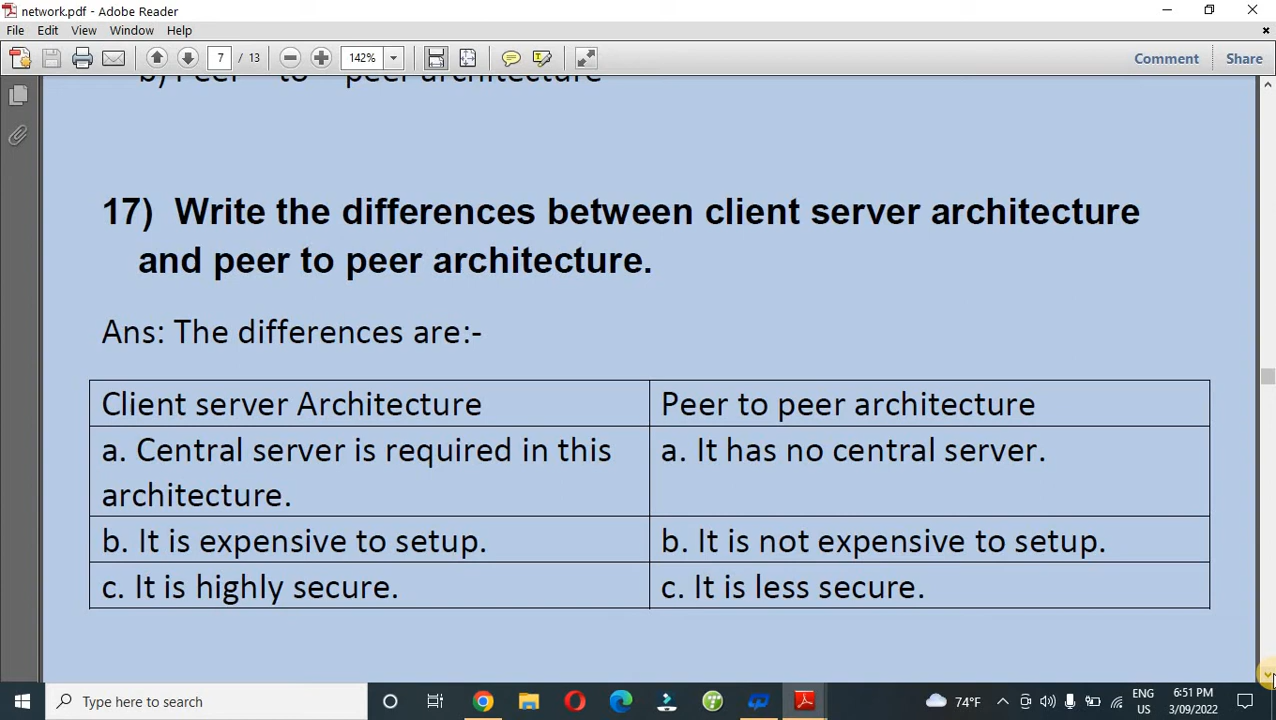 network.pdf - Adobe Reader
File Edit View Window Help
7 / 13 142% Comment Share
b) Peer – to – peer architecture
17) Write the differences between client server architecture
and peer to peer architecture.
Ans: The differences are:-
Client server Architecture Peer to peer architecture
a. Central server is required in this a. It has no central server.
architecture.
b. It is expensive to setup. b. It is not expensive to setup.
c. It is highly secure. c. It is less secure.
Type here to search 74°F ENG 6:51 PM
US 3/09/2022